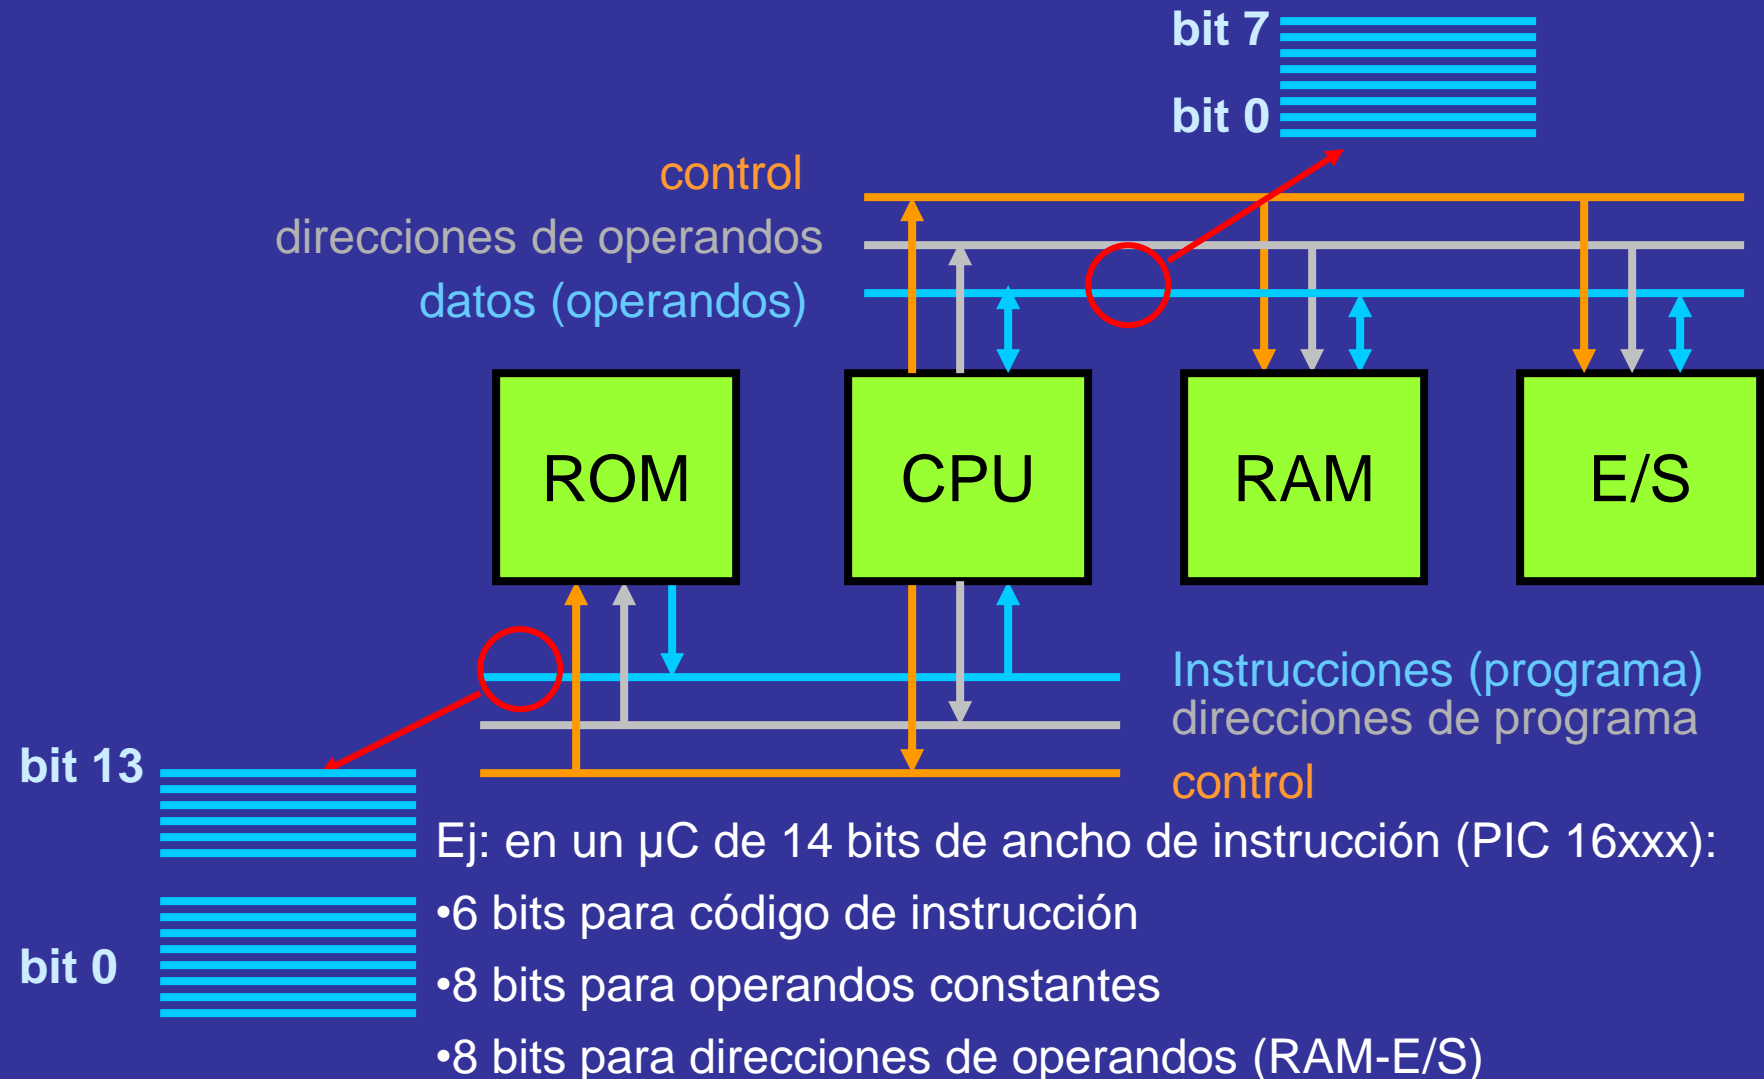 bit 7
bit 0
control
direcciones de operandos
datos (operandos)
ROM
CPU
RAM
E/S
Instrucciones (programa)
direcciones de programa
control
bit 13
bit 0
Ej: en un µC de 14 bits de ancho de instrucción (PIC 16xxx):
•6 bits para código de instrucción
•8 bits para operandos constantes
•8 bits para direcciones de operandos (RAM-E/S)